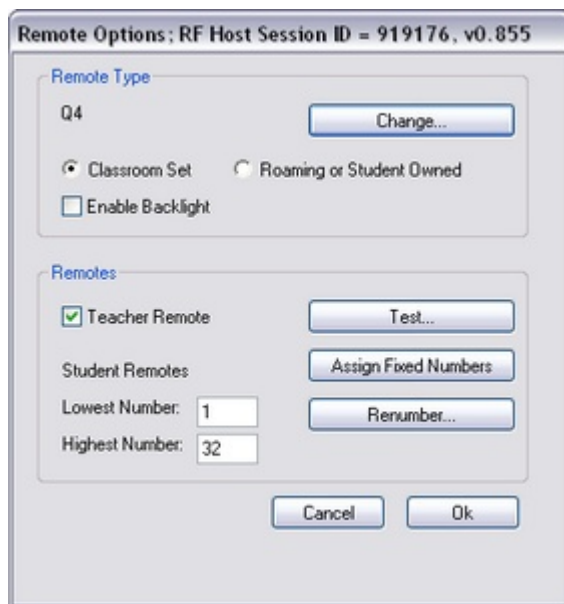 Remote Options; RF Host Session ID = 919176, v0.855
Remote Type
Q4
Change...
Classroom Set
Roaming or Student Owned
Enable Backlight
Remotes
Teacher Remote
Test...
Student Remotes
Assign Fixed Numbers
Lowest Number: 1
Renumber...
Highest Number: 32
Cancel
Ok